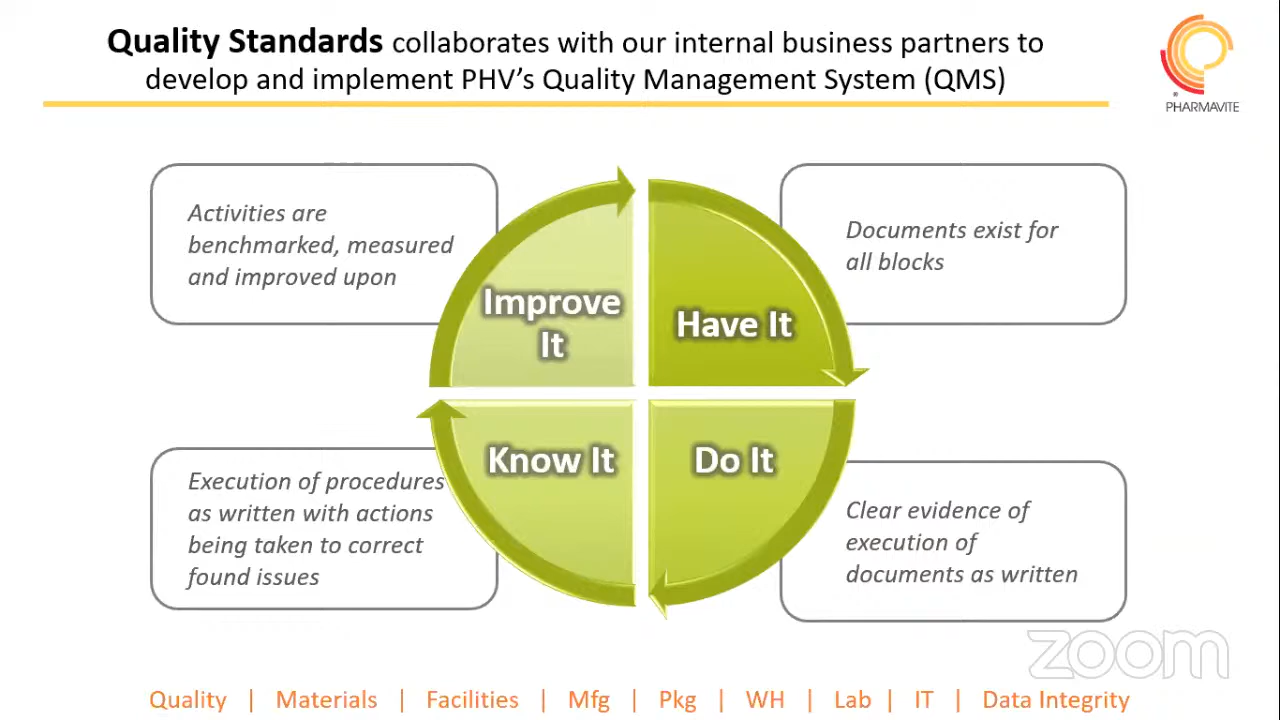 Quality Standards collaborates with our internal business partners to
develop and implement PHV’s Quality Management System (QMS)
®
PHARMAVITE
Activities are
benchmarked, measured
and improved upon
Documents exist for
all blocks
Improve
It
Have It
Know It
Do It
Execution of procedures
as written with actions
being taken to correct
found issues
Clear evidence of
execution of
documents as written
zoom
Quality | Materials | Facilities | Mfg | Pkg | WH | Lab | IT | Data Integrity